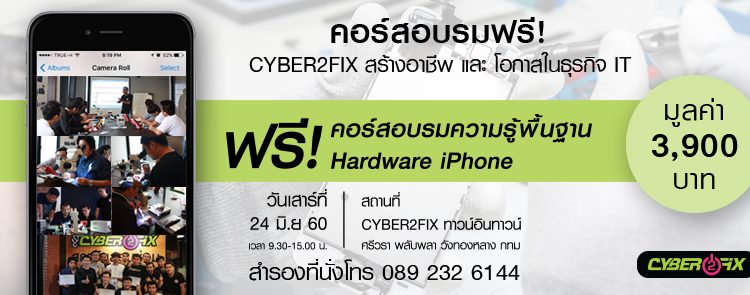 TRUE-H
6:19 PM
Albums
Camera Roll
Select
CYBER2FIX
คอร์สอบรมฟรี!
CYBER2FIX สร้างอาชีพ และ โอกาสในธุรกิจ IT
ฟรี!
คอร์สอบรมความรู้พื้นฐาน
Hardware iPhone
มูลค่า
3,900
บาท
วันเสาร์ที่
24 มิ.ย 60
เวลา 9.30-15.00 น.
สถานที่
CYBER2FIX ทาวน์อินทาวน์
ศรีวรา พลับพลา วังทองหลาง กทม
สำรองที่นั่งโทร 089 232 6144
CYBER2FIX